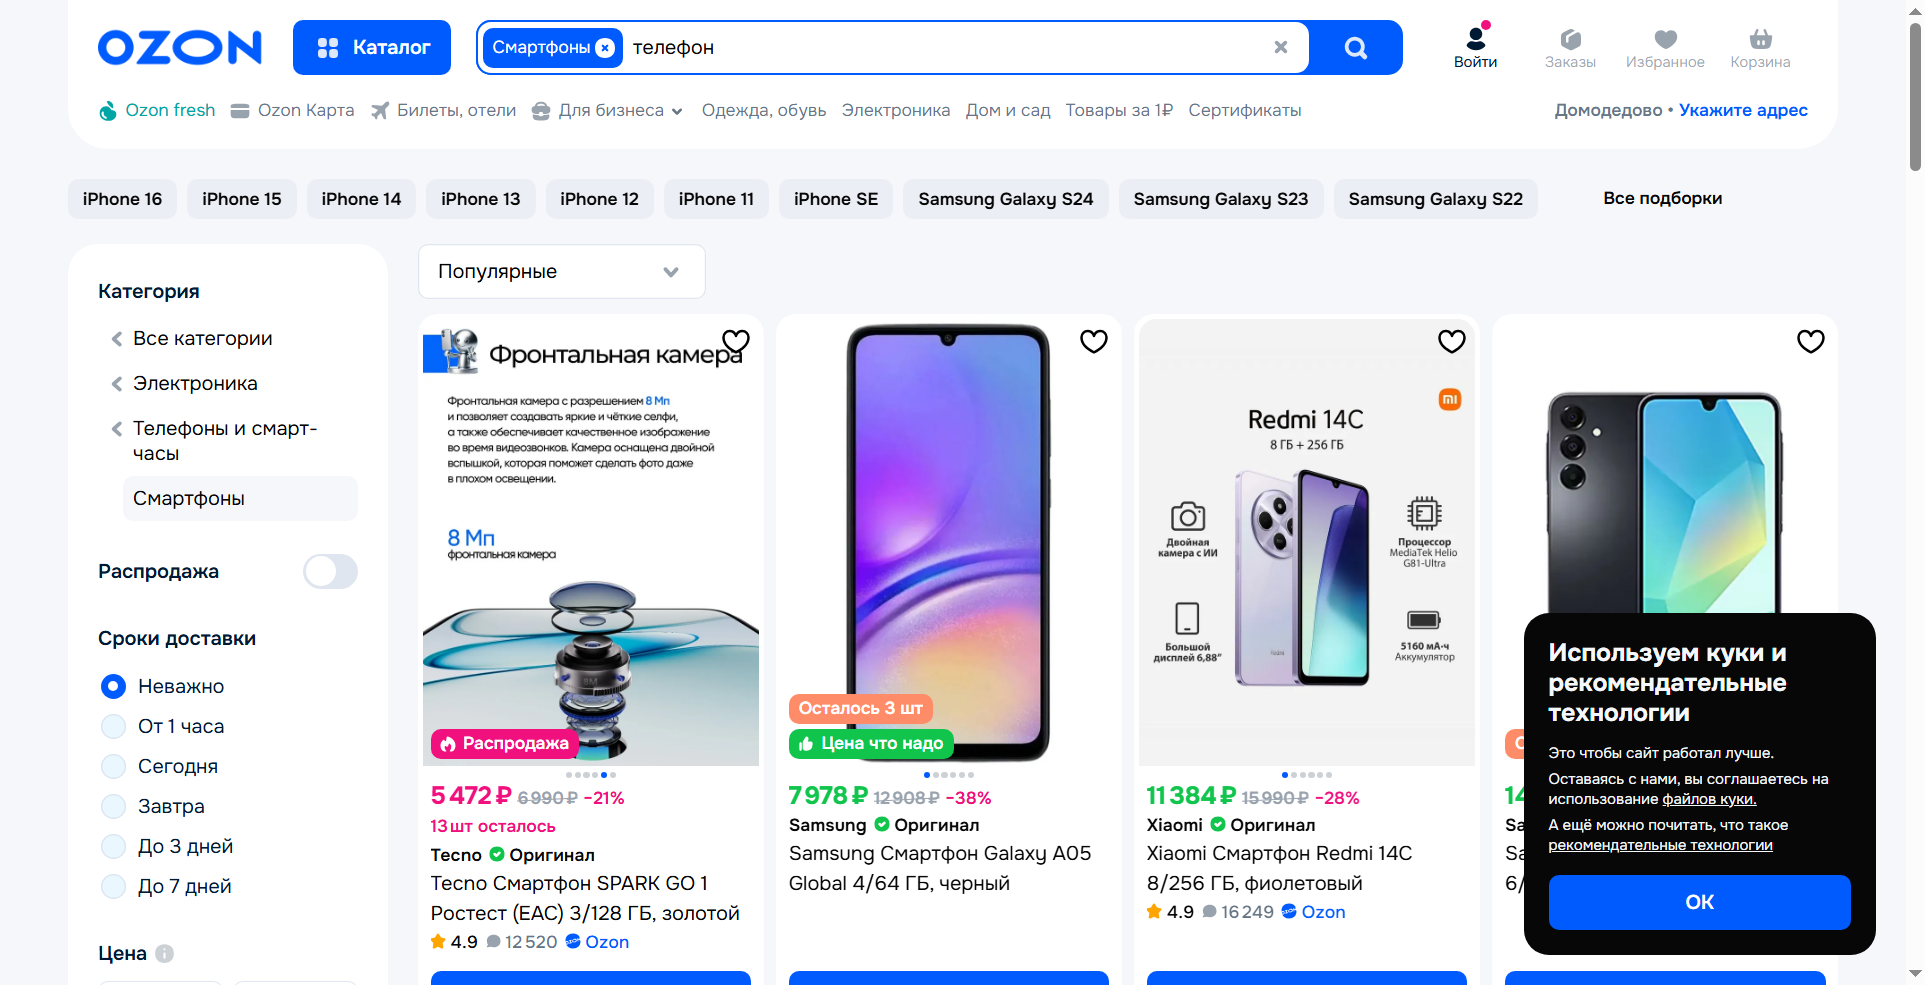 OZON
Каталог
Смартфоны
телефон
Войти
Заказы
Избранное
Корзина
Ozon fresh
Ozon Карта
Билеты, отели
Для бизнеса
Одежда, обувь
Электроника
Дом и сад
Товары за 1₽
Сертификаты
Домодедово • Укажите адрес
iPhone 16
iPhone 15
iPhone 14
iPhone 13
iPhone 12
iPhone 11
iPhone SE
Samsung Galaxy S24
Samsung Galaxy S23
Samsung Galaxy S22
Все подборки
Категория
Все категории
Электроника
Телефоны и смарт-
часы
Смартфоны
Распродажа
Сроки доставки
Неважно
От 1 часа
Сегодня
Завтра
До 3 дней
До 7 дней
Цена
Популярные
Фронтальная камера
Фронтальная камера с разрешением 8 Мп
и позволяет создавать яркие и чёткие селфи,
а также обеспечивает качественное изображение
во время видеозвонков. Камера оснащена двойной
вспышкой, которая поможет сделать фото даже
в плохом освещении.
8 Мп
фронтальная камера
8M
Распродажа
5 472 ₽ 6 990 ₽ −21%
13 шт осталось
Tecno Оригинал
Tecno Смартфон SPARK GO 1
Ростест (EAC) 3/128 ГБ, золотой
4.9 12 520 Ozon
Осталось 3 шт
Цена что надо
7 978 ₽ 12 908 ₽ −38%
Samsung Оригинал
Samsung Смартфон Galaxy A05
Global 4/64 ГБ, черный
mi
Redmi 14C
8 ГБ + 256 ГБ
Двойная
камера с ИИ
Процессор
MediaTek Helio
G81-Ultra
Большой
дисплей 6,88"
5160 мА·ч
Аккумулятор
Redmi
11 384 ₽ 15 990 ₽ −28%
Xiaomi Оригинал
Xiaomi Смартфон Redmi 14C
8/256 ГБ, фиолетовый
4.9 16 249 Ozon
14
Sa
Sa
6/
Используем куки и
рекомендательные
технологии
Это чтобы сайт работал лучше.
Оставаясь с нами, вы соглашаетесь на
использование файлов куки.
А ещё можно почитать, что такое
рекомендательные технологии
ОК